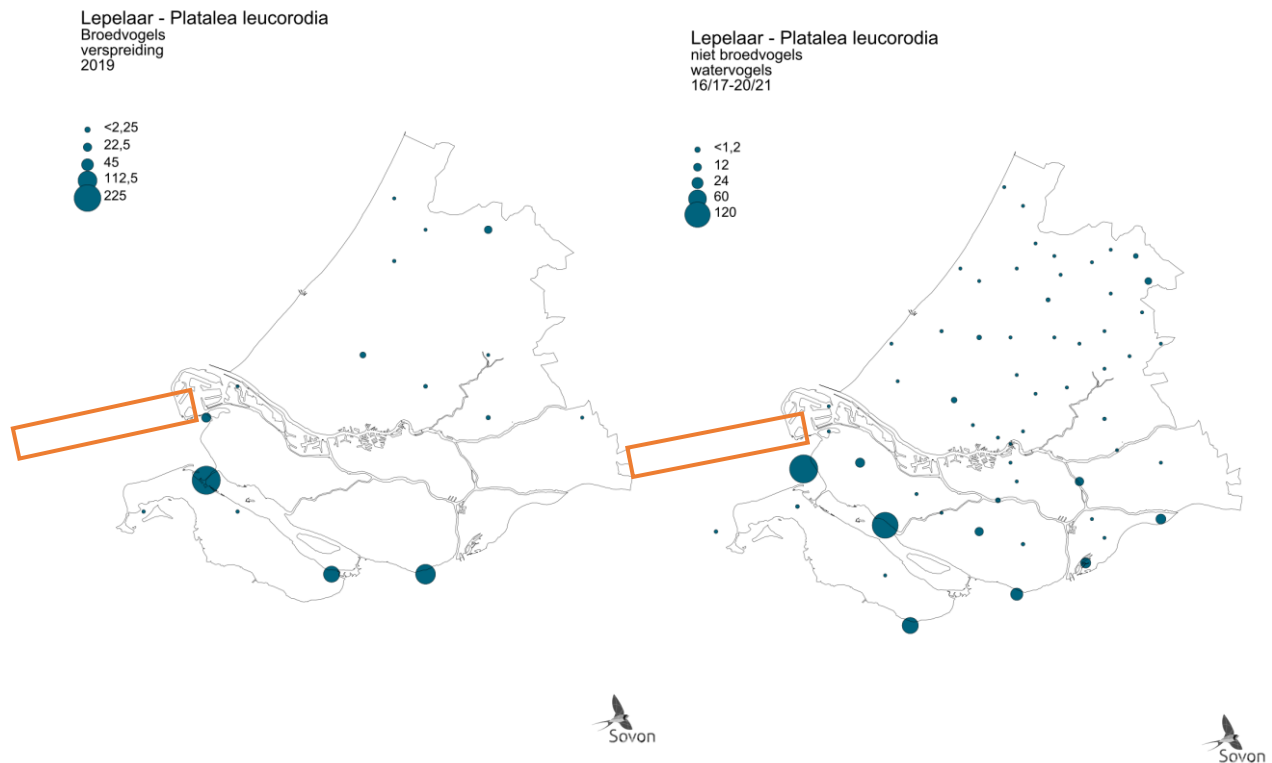 Lepelaar - Platalea leucorodia
Broedvogels
verspreiding
2019
<2,25
22,5
45
112,5
225
Sovon
Lepelaar - Platalea leucorodia
niet broedvogels
watervogels
16/17-20/21
<1,2
12
24
60
120
Sovon